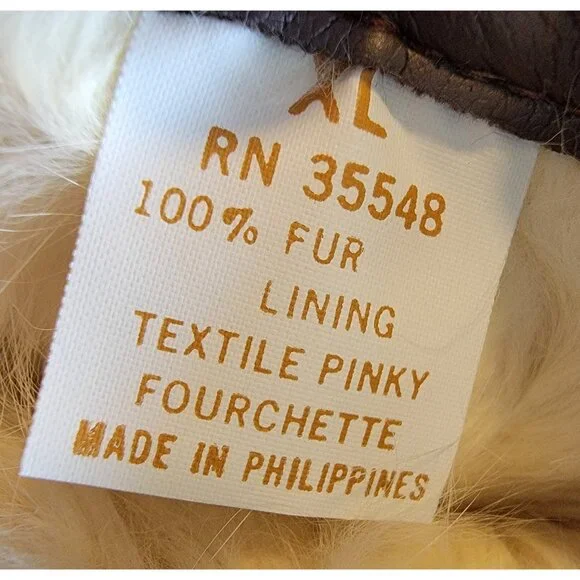 XL
RN 35548
100% FUR
LINING
TEXTILE PINKY
FOURCHETTE
MADE IN PHILIPPINES